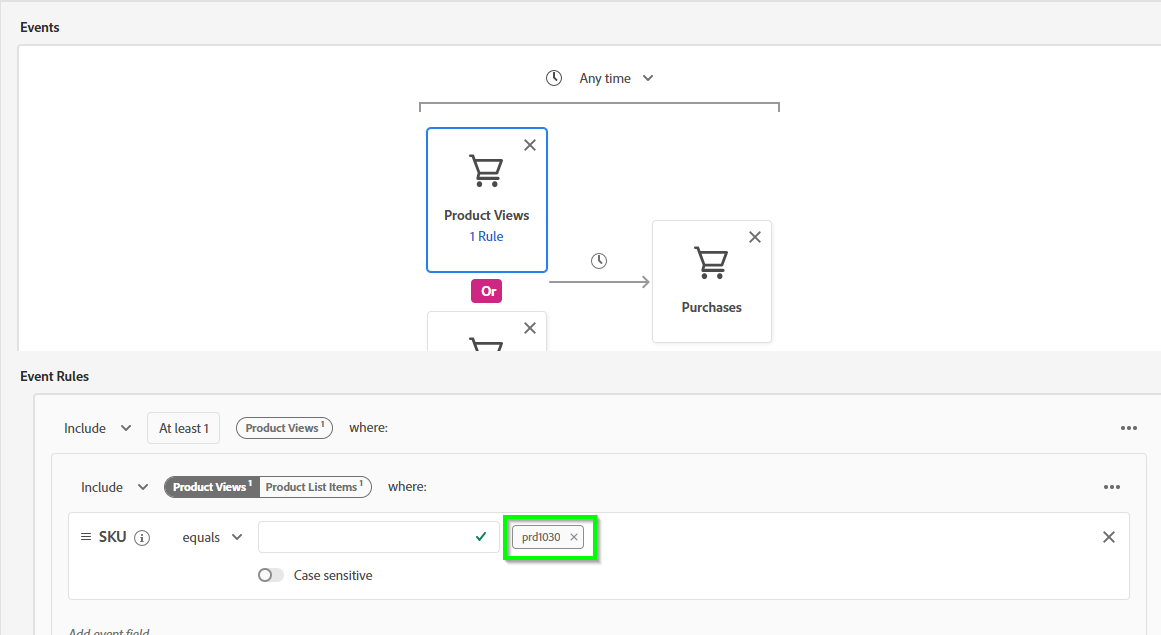 Events
Any time
Product Views
1 Rule
Or
Purchases
Event Rules
Include At least 1 Product Views 1 where:
Include Product Views 1 Product List Items 1 where:
SKU equals prd1030
Case sensitive
Add event field